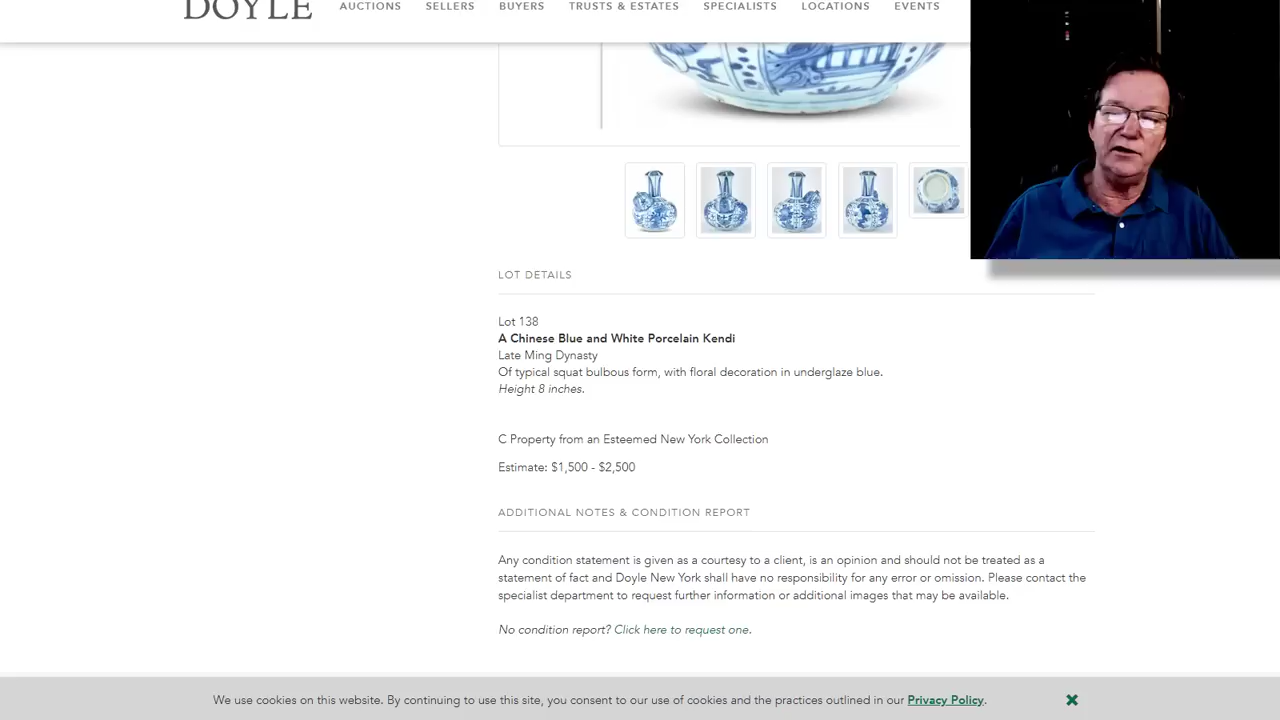 DOYLE
AUCTIONS SELLERS BUYERS TRUSTS & ESTATES SPECIALISTS LOCATIONS EVENTS
LOT DETAILS
Lot 138
A Chinese Blue and White Porcelain Kendi
Late Ming Dynasty
Of typical squat bulbous form, with floral decoration in underglaze blue.
Height 8 inches.
C Property from an Esteemed New York Collection
Estimate: $1,500 - $2,500
ADDITIONAL NOTES & CONDITION REPORT
Any condition statement is given as a courtesy to a client, is an opinion and should not be treated as a
statement of fact and Doyle New York shall have no responsibility for any error or omission. Please contact the
specialist department to request further information or additional images that may be available.
No condition report? Click here to request one.
We use cookies on this website. By continuing to use this site, you consent to our use of cookies and the practices outlined in our Privacy Policy.